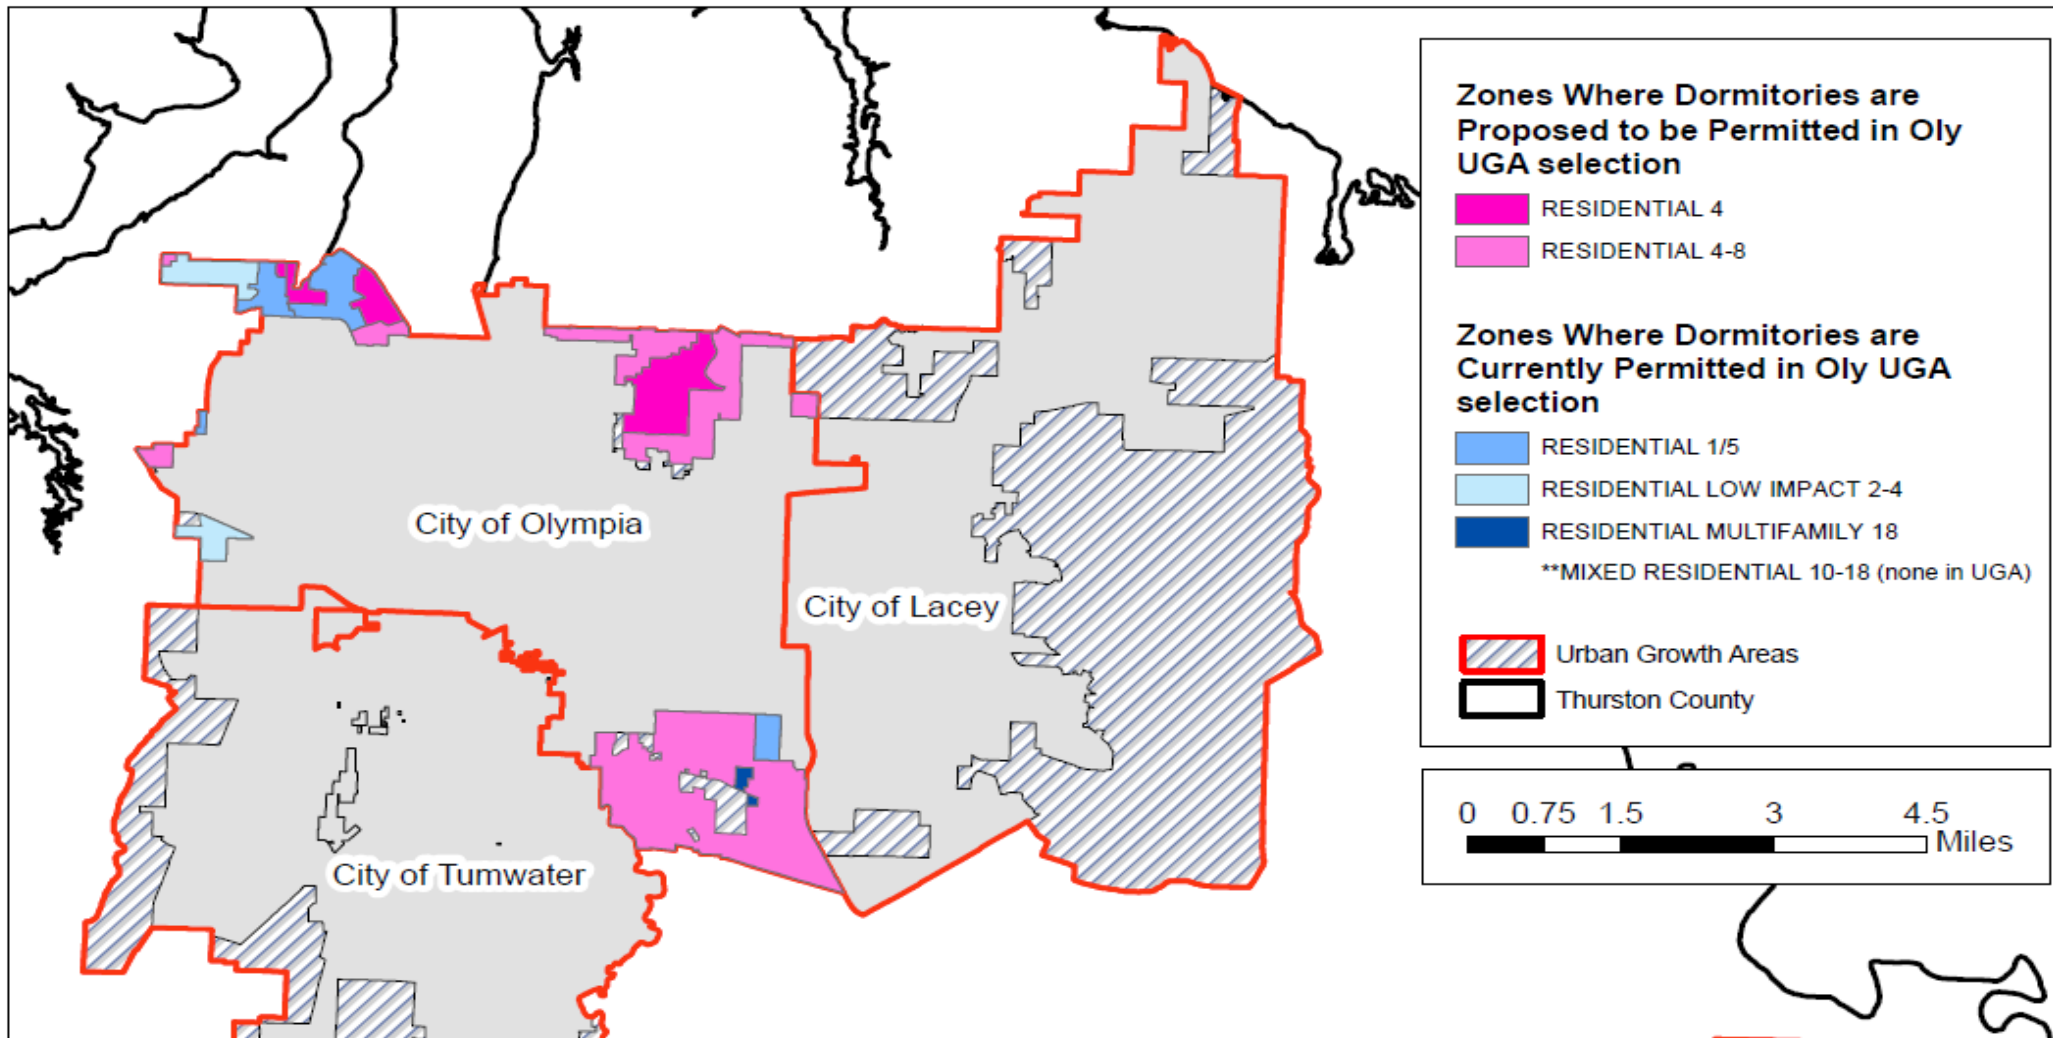 Zones Where Dormitories are
Proposed to be Permitted in Oly
UGA selection
RESIDENTIAL 4
RESIDENTIAL 4-8
Zones Where Dormitories are
Currently Permitted in Oly UGA
selection
RESIDENTIAL 1/5
RESIDENTIAL LOW IMPACT 2-4
RESIDENTIAL MULTIFAMILY 18
**MIXED RESIDENTIAL 10-18 (none in UGA)
Urban Growth Areas
Thurston County
City of Olympia
City of Lacey
City of Tumwater
0 0.75 1.5 3 4.5
Miles